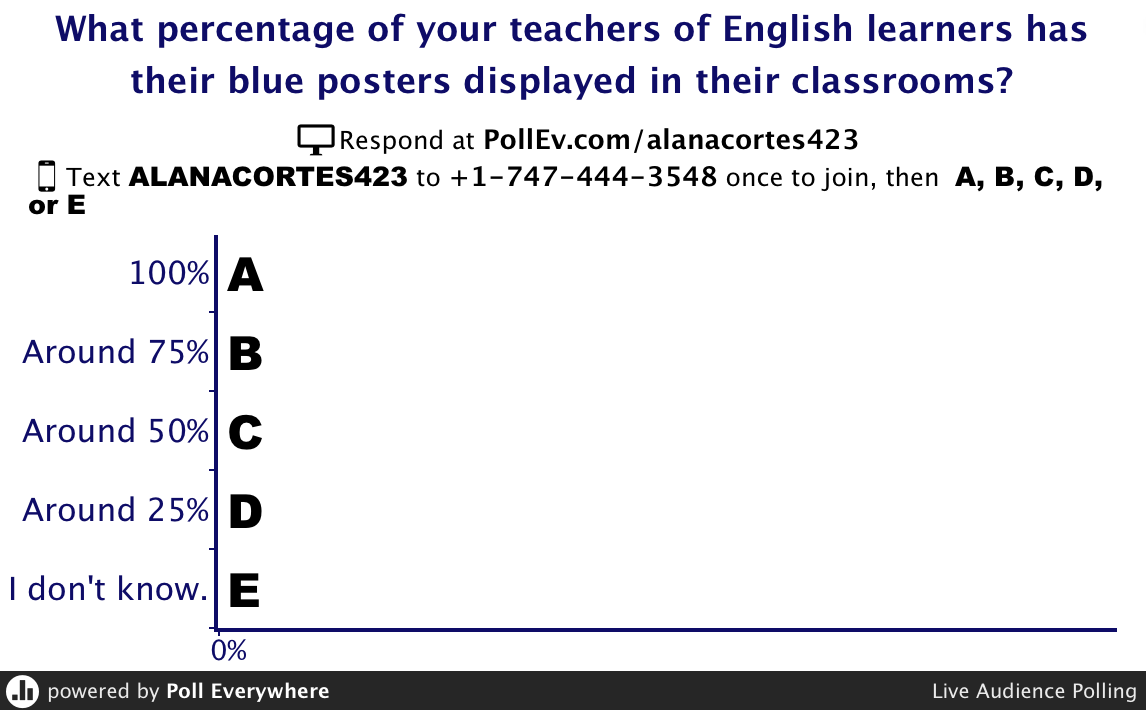 What percentage of your teachers of English learners has
their blue posters displayed in their classrooms?
Respond at PollEv.com/alanacortes423
Text ALANACORTES423 to +1-747-444-3548 once to join, then A, B, C, D,
or E
100% A
Around 75% B
Around 50% C
Around 25% D
I don't know. E
0%
powered by Poll Everywhere
Live Audience Polling